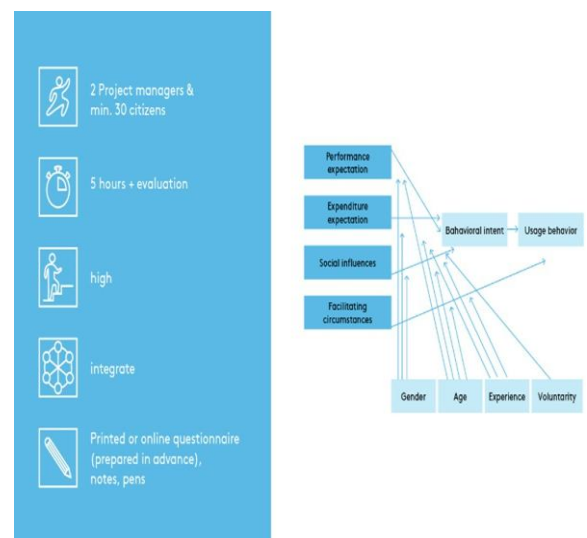 2 Project managers &
min. 30 citizens
5 hours + evaluation
high
integrate
Printed or online questionnaire
(prepared in advance),
notes, pens
Performance
expectation
Expenditure
expectation
Social influences
Facilitating
circumstances
Bahavioral intent
Usage behavior
Gender
Age
Experience
Voluntarity